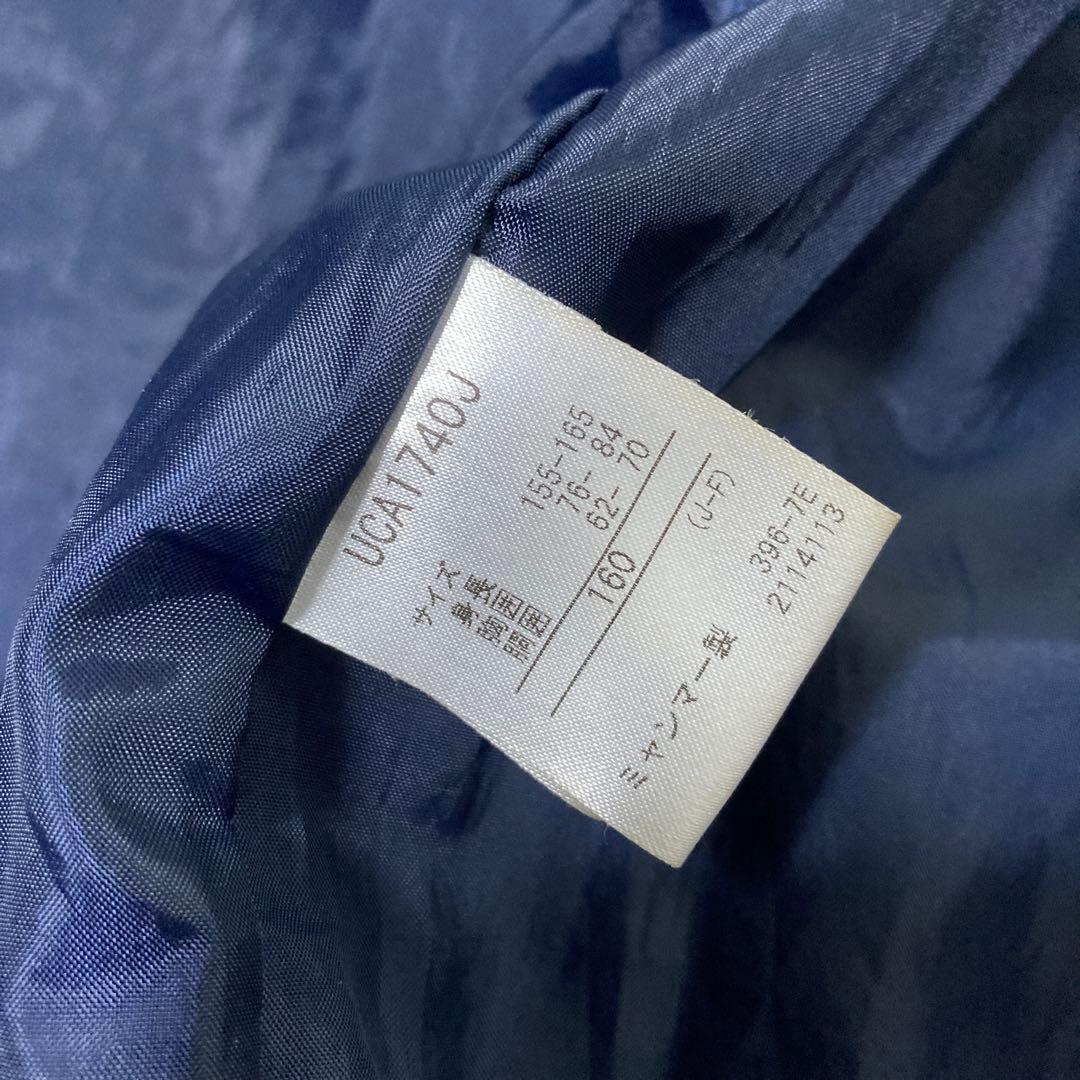 UCA1740J
サイズ
身長 155-165
胸囲 76- 84
胴囲 62- 70
160
(J-F)
ミャンマー製
396-7E
2114113